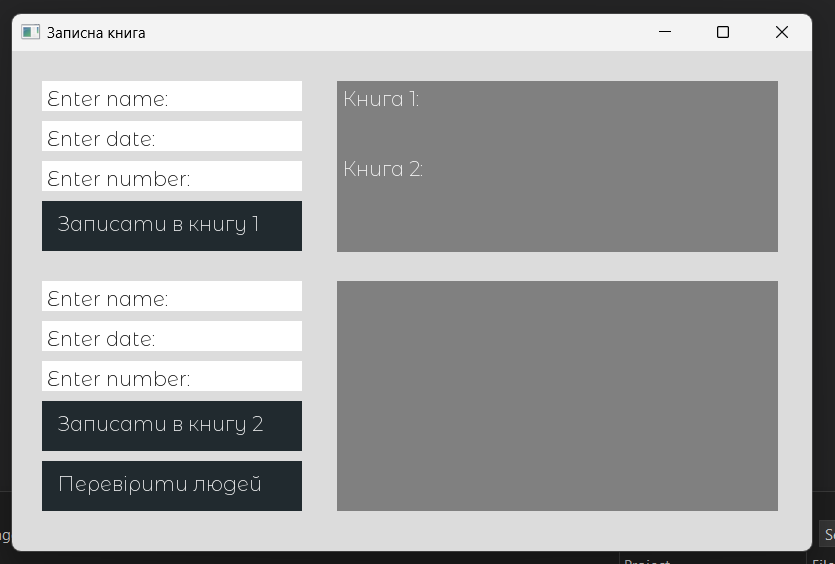 Записна книга
Enter name:
Enter date:
Enter number:
Записати в книгу 1
Книга 1:
Книга 2:
Enter name:
Enter date:
Enter number:
Записати в книгу 2
Перевірити людей